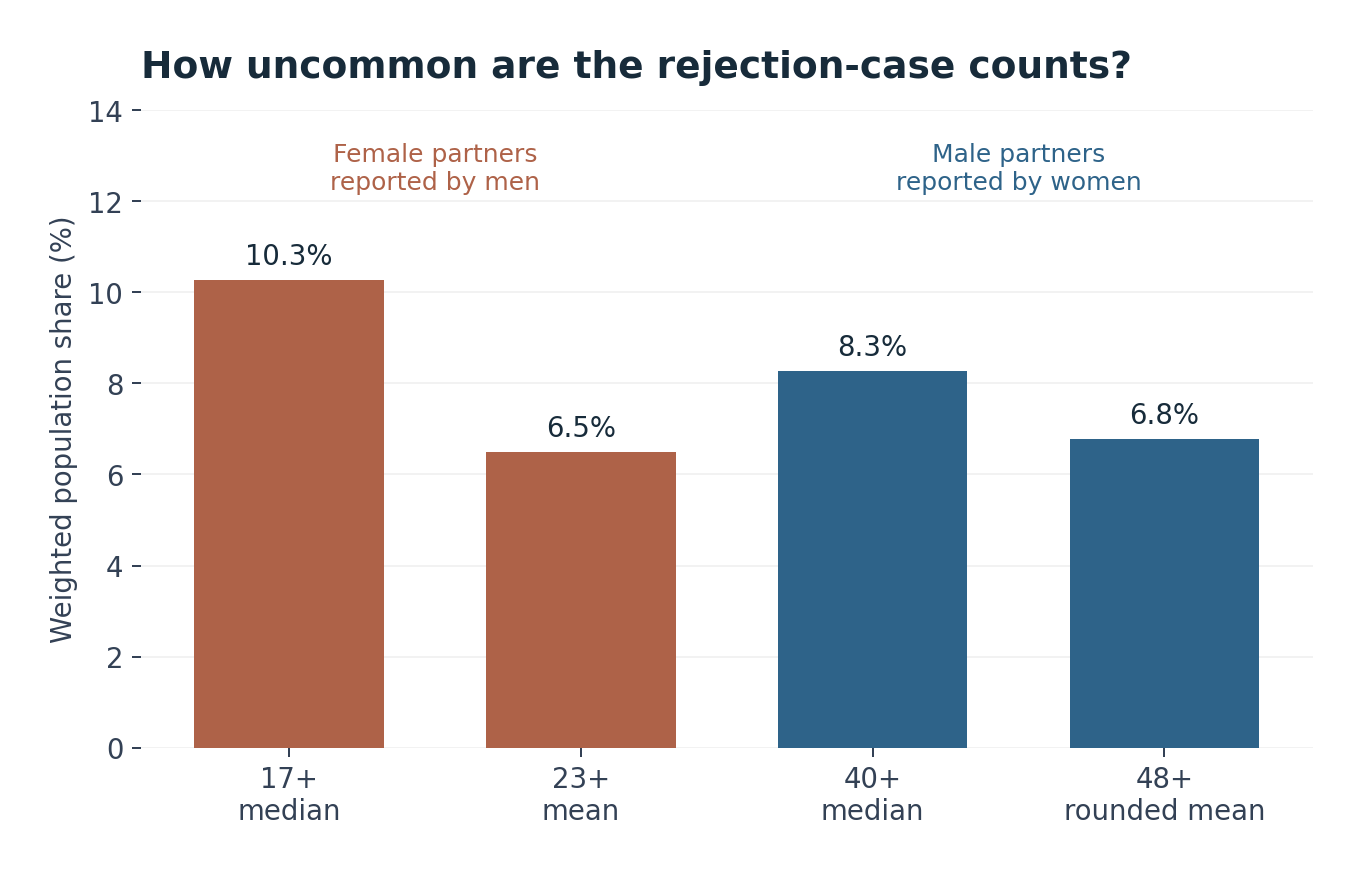 How uncommon are the rejection-case counts?
Weighted population share (%)
14
12
10
8
6
4
2
0
Female partners
reported by men
Male partners
reported by women
10.3%
6.5%
8.3%
6.8%
17+
median
23+
mean
40+
median
48+
rounded mean